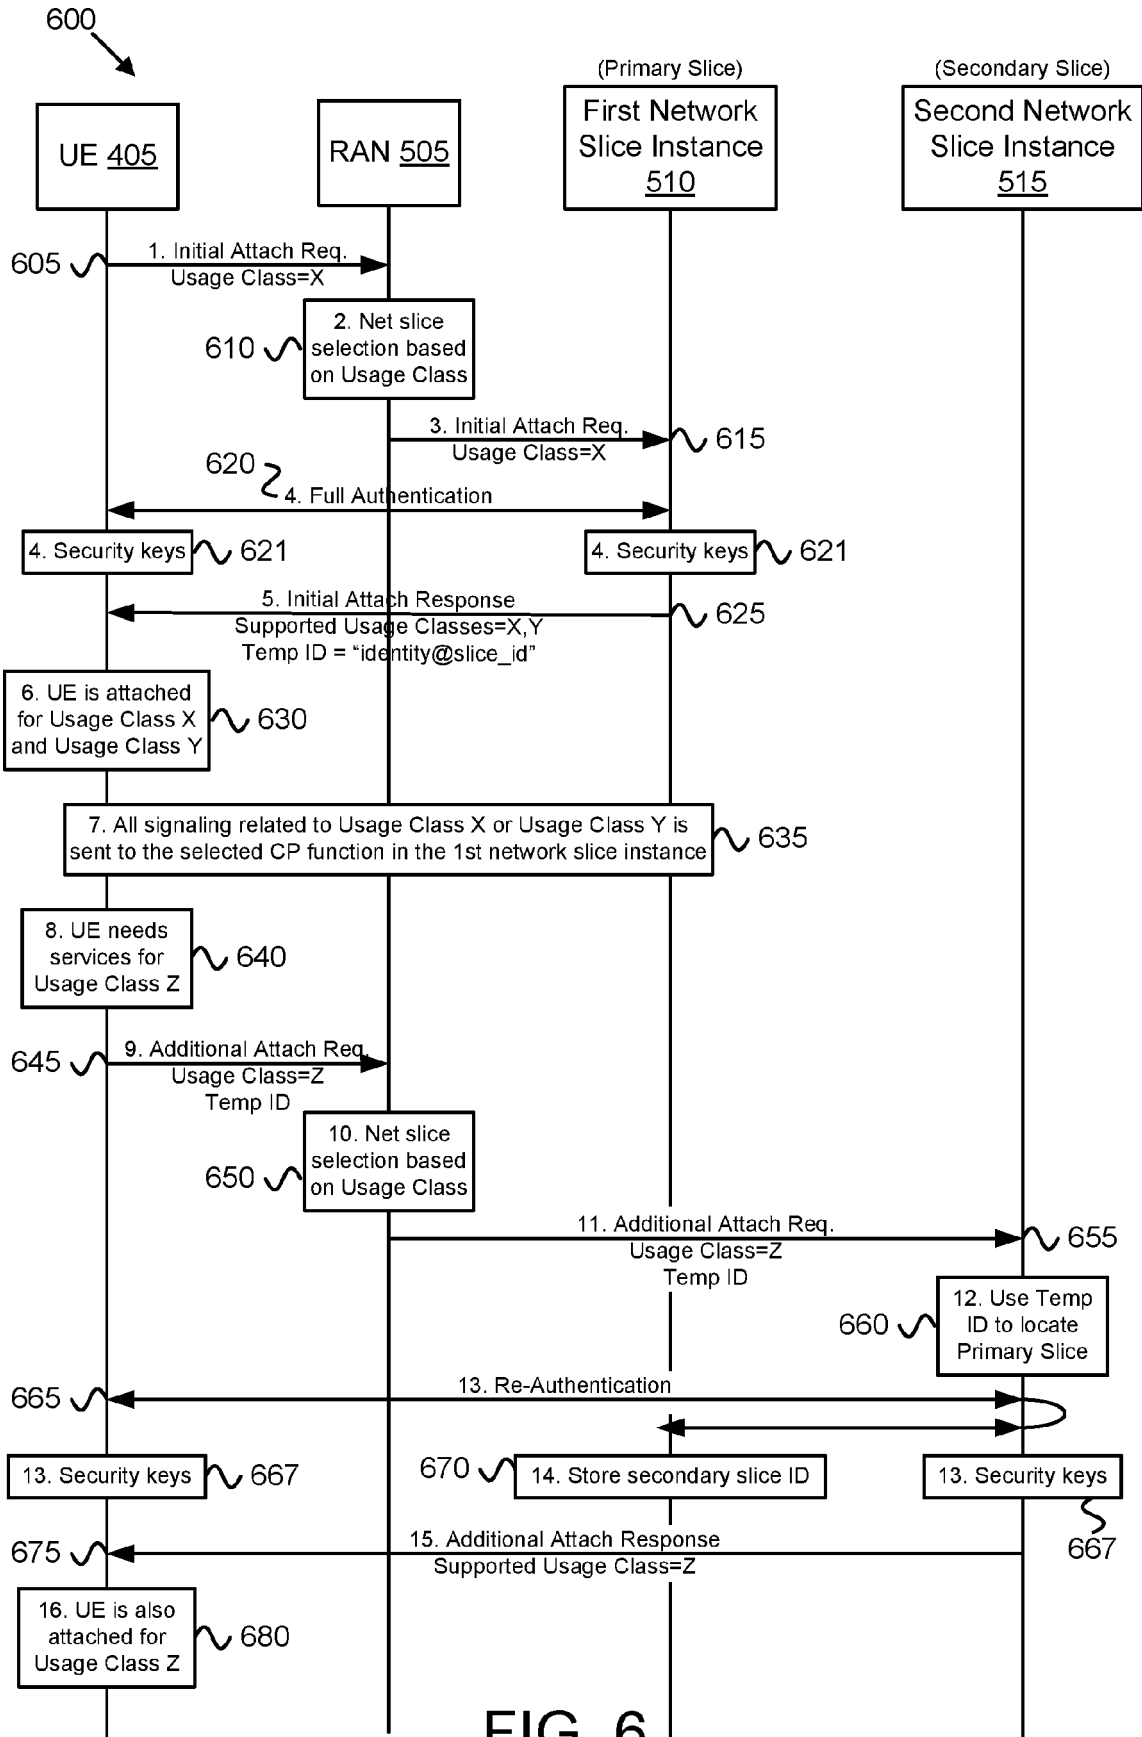 600
(Primary Slice)
(Secondary Slice)
UE 405
RAN 505
First Network
Slice Instance
510
Second Network
Slice Instance
515
605
1. Initial Attach Req.
Usage Class=X
610
2. Net slice
selection based
on Usage Class
3. Initial Attach Req.
Usage Class=X
615
620
4. Full Authentication
4. Security keys
621
4. Security keys
621
5. Initial Attach Response
Supported Usage Classes=X,Y
Temp ID = “identity@slice_id”
625
6. UE is attached
for Usage Class X
and Usage Class Y
630
7. All signaling related to Usage Class X or Usage Class Y is
sent to the selected CP function in the 1st network slice instance
635
8. UE needs
services for
Usage Class Z
640
645
9. Additional Attach Req.
Usage Class=Z
Temp ID
650
10. Net slice
selection based
on Usage Class
11. Additional Attach Req.
Usage Class=Z
Temp ID
655
660
12. Use Temp
ID to locate
Primary Slice
665
13. Re-Authentication
13. Security keys
667
670
14. Store secondary slice ID
13. Security keys
667
675
15. Additional Attach Response
Supported Usage Class=Z
16. UE is also
attached for
Usage Class Z
680
FIG. 6